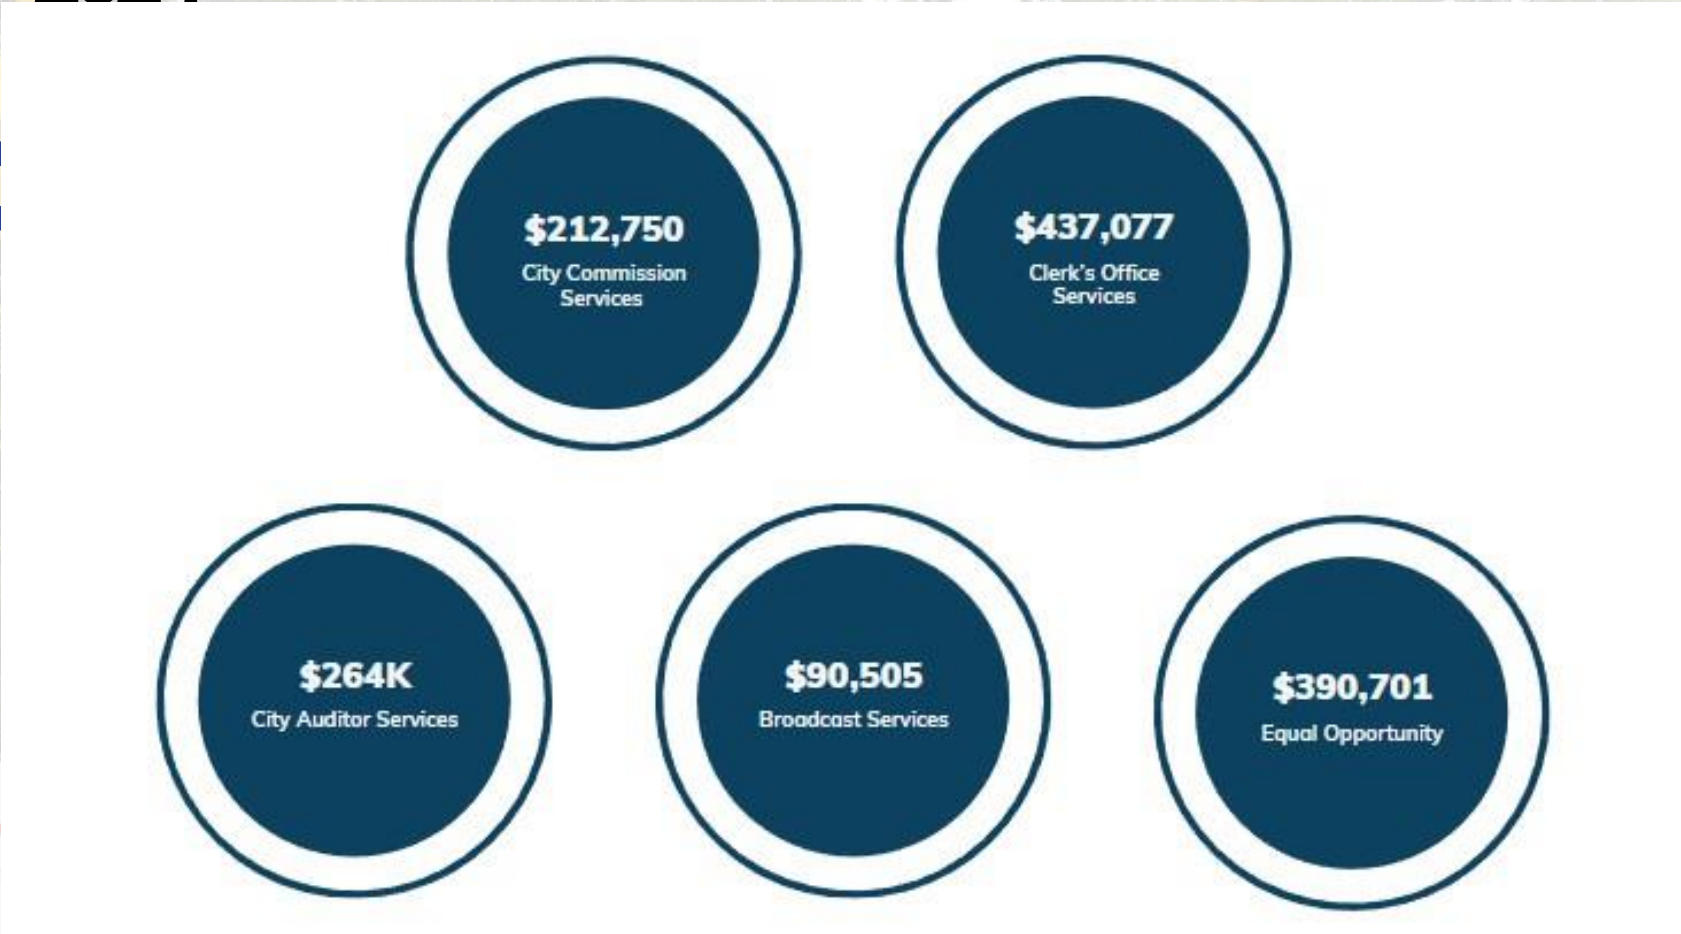 $212,750
City Commission
Services
$437,077
Clerk's Office
Services
$264K
City Auditor Services
$90,505
Broadcast Services
$390,701
Equal Opportunity